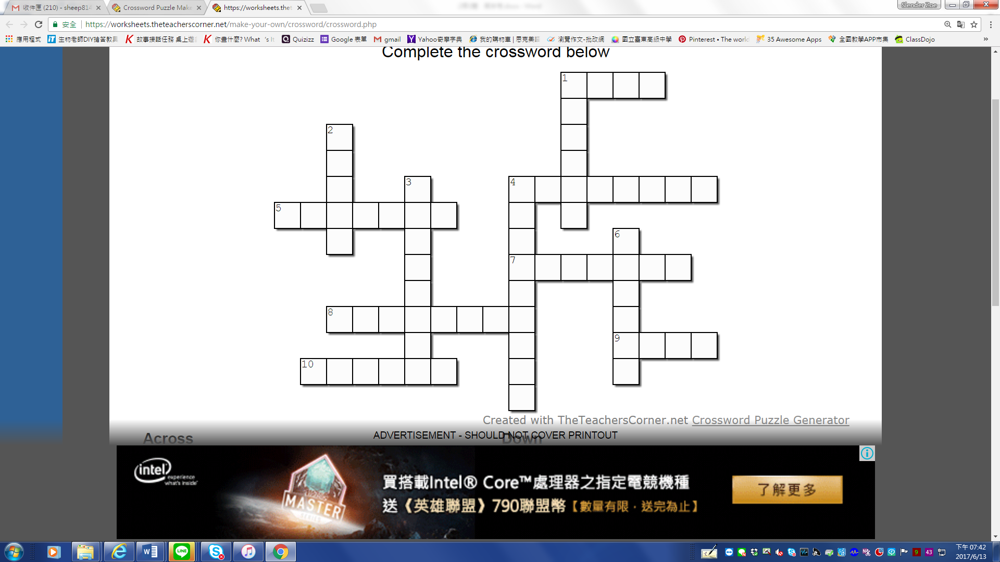 收件匣 (210) - sheep814
Crossword Puzzle Make
https://worksheets.thet
Slender Zoe
安全
https://worksheets.theteacherscorner.net/make-your-own/crossword/crossword.php
應用程式
生物老師DIY搶答教具
故事接話任務 桌上遊
你盡什麼? What‘s It
Quizizz
Google 表單
gmail
Yahoo奇摩字典
我的購物車 | 思克美語
瀏覽作文-批改網
國立臺東高級中學
Pinterest • The world
35 Awesome Apps
全國教學APP市集
ClassDojo
»
Complete the crossword below
1
2
3
4
5
6
7
8
9
10
Created with TheTeachersCorner.net Crossword Puzzle Generator
Across
Down
ADVERTISEMENT - SHOULD NOT COVER PRINTOUT
intel
experience
what's inside
MASTER
SERIES
買搭載Intel® Core™處理器之指定電競機種
送《英雄聯盟》790聯盟幣【數量有限，送完為止】
了解更多
LINE
9
43
下午 07:42
2017/6/13